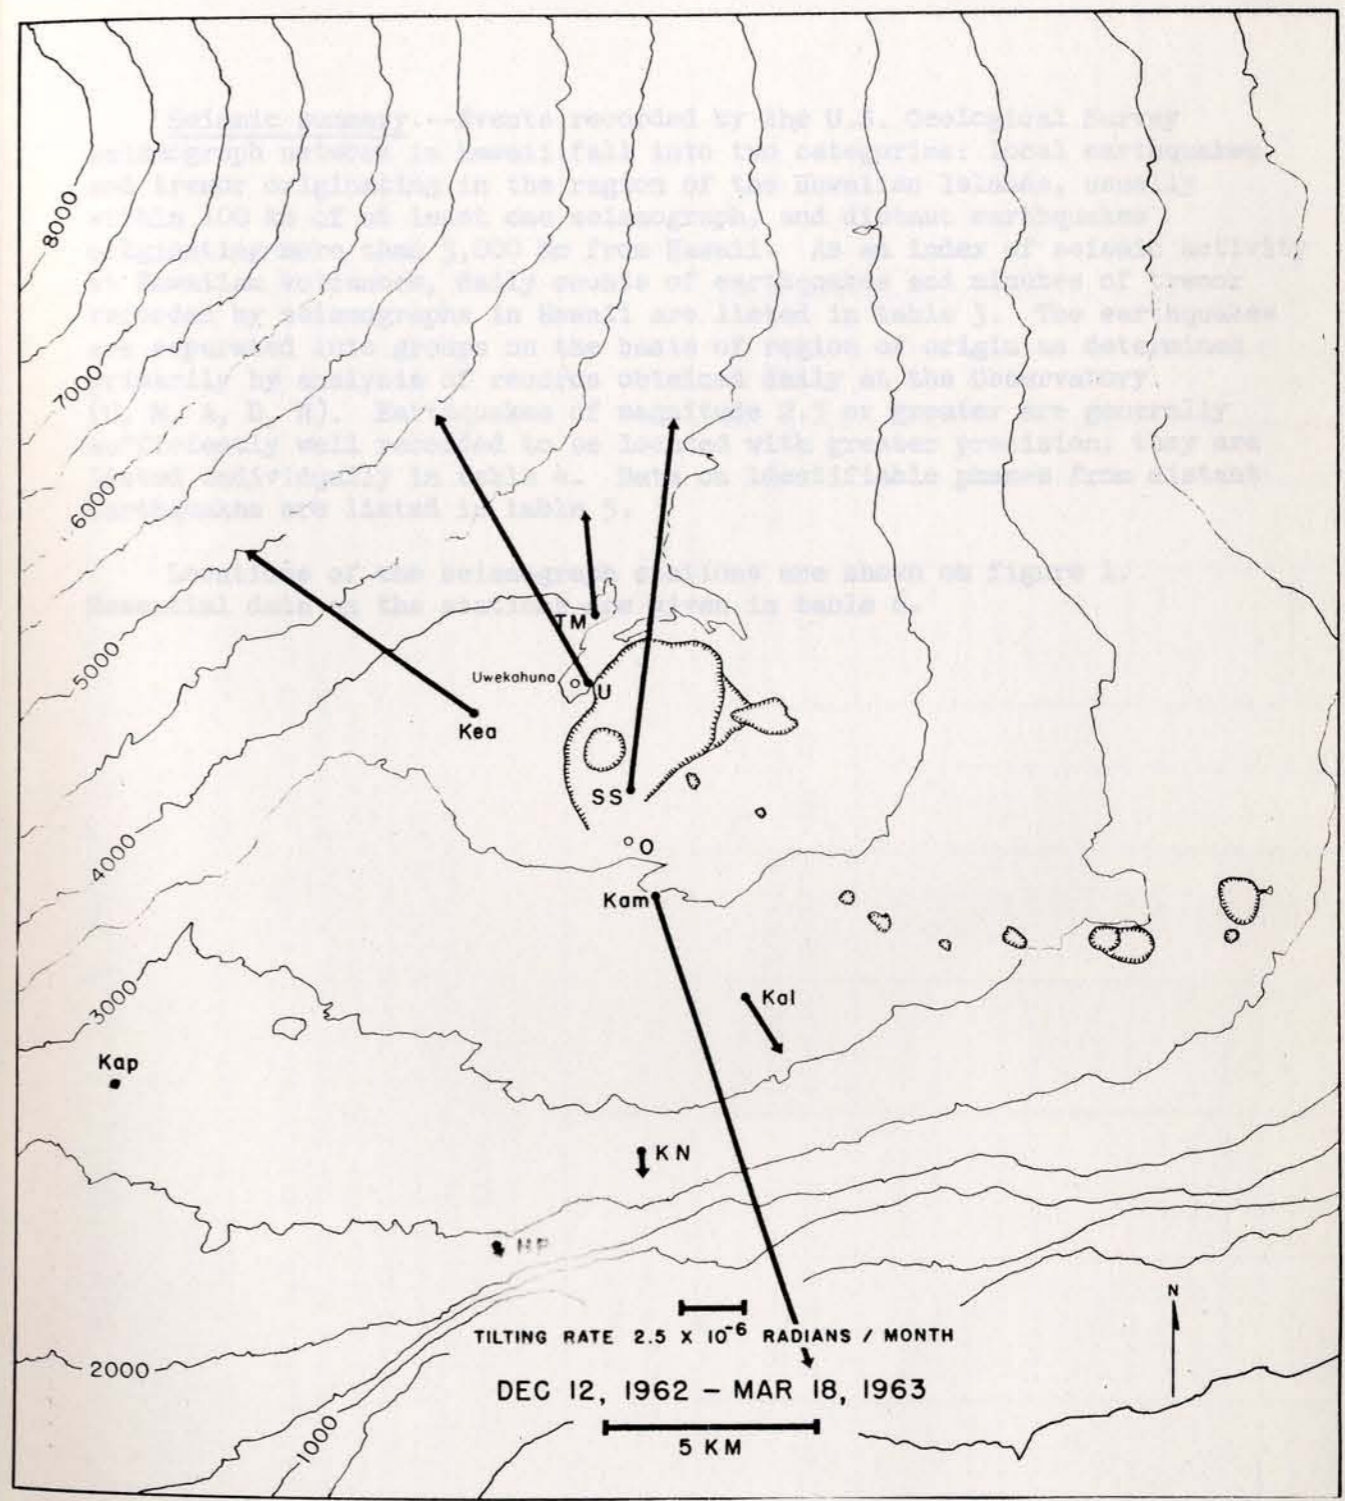 Seismic summary.--Events recorded by the U.S. Geological Survey
seismograph network in Hawaii fall into two categories: local earthquakes
and tremor originating in the region of the Hawaiian Islands, usually
within 100 km of at least one seismograph, and distant earthquakes
originating more than 5,000 km from Hawaii. As an index of seismic activity
at Hawaiian volcanoes, daily counts of earthquakes and minutes of tremor
recorded by seismographs in Hawaii are listed in table 3. The earthquakes
are separated into groups on the basis of region of origin as determined
primarily by analysis of records obtained daily at the Observatory
Earthquakes of magnitude 2.5 or greater are generally
sufficiently well recorded to be located with greater precision; they are
listed individually in table 4. Data on identifiable phases from distant
earthquakes are listed in table 5.
Locations of the seismograph stations are shown on figure 1.
Essential data on the stations are given in table
8000
7000
6000
5000
TM
Uwekahuna
U
Kea
SS
4000
O
Kam
3000
Kal
Kap
KN
HP
N
TILTING RATE 2.5 X 10⁻⁶ RADIANS / MONTH
2000
DEC 12, 1962 – MAR 18, 1963
1000
5 KM